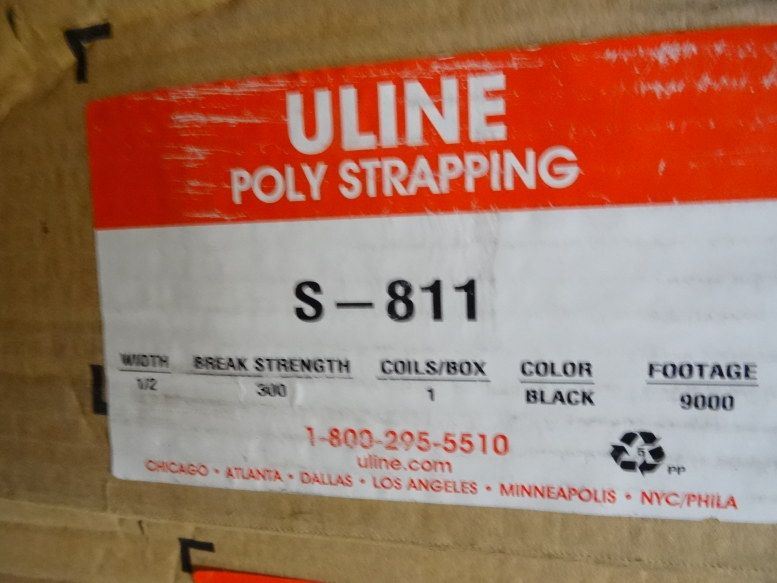 ULINE
POLY STRAPPING
S-811
WIDTH BREAK STRENGTH COILS/BOX COLOR FOOTAGE
1/2 300 1 BLACK 9000
1-800-295-5510
uline.com
5 PP
CHICAGO • ATLANTA • DALLAS • LOS ANGELES • MINNEAPOLIS • NYC/PHILA